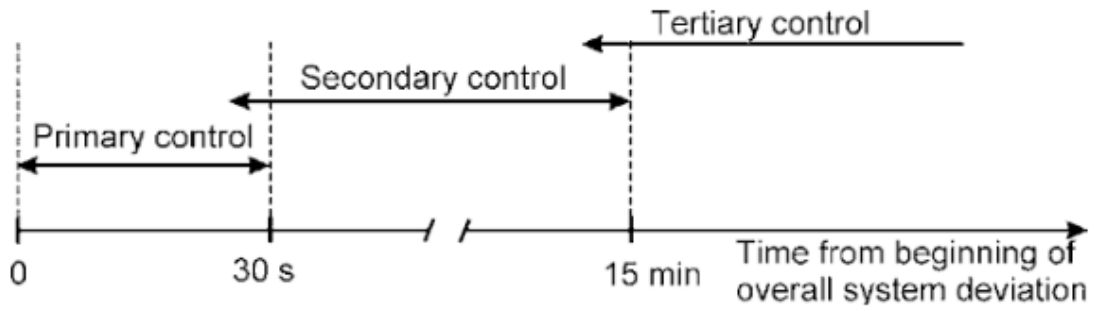 Tertiary control
Secondary control
Primary control
0
30 s
15 min
Time from beginning of
overall system deviation